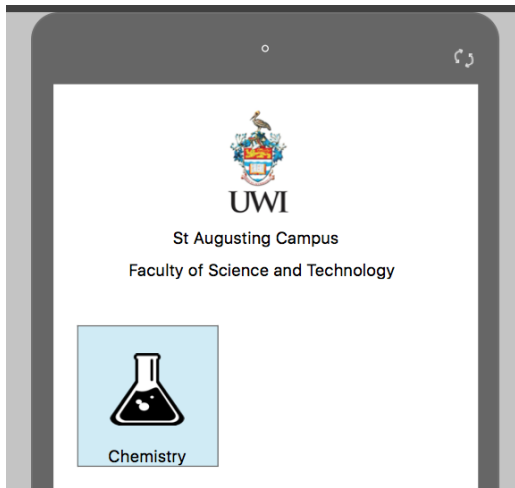 UWI
St Augusting Campus
Faculty of Science and Technology
Chemistry